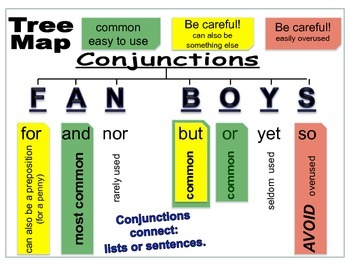 Tree
Map
common
easy to use
Be careful!
can also be
something else
Be careful!
easily overused
Conjunctions
F A N B O Y S
for and nor but or yet so
can also be a preposition
(for a penny)
most common
rarely used
common
common
seldom used
AVOID overused
Conjunctions
connect:
lists or sentences.